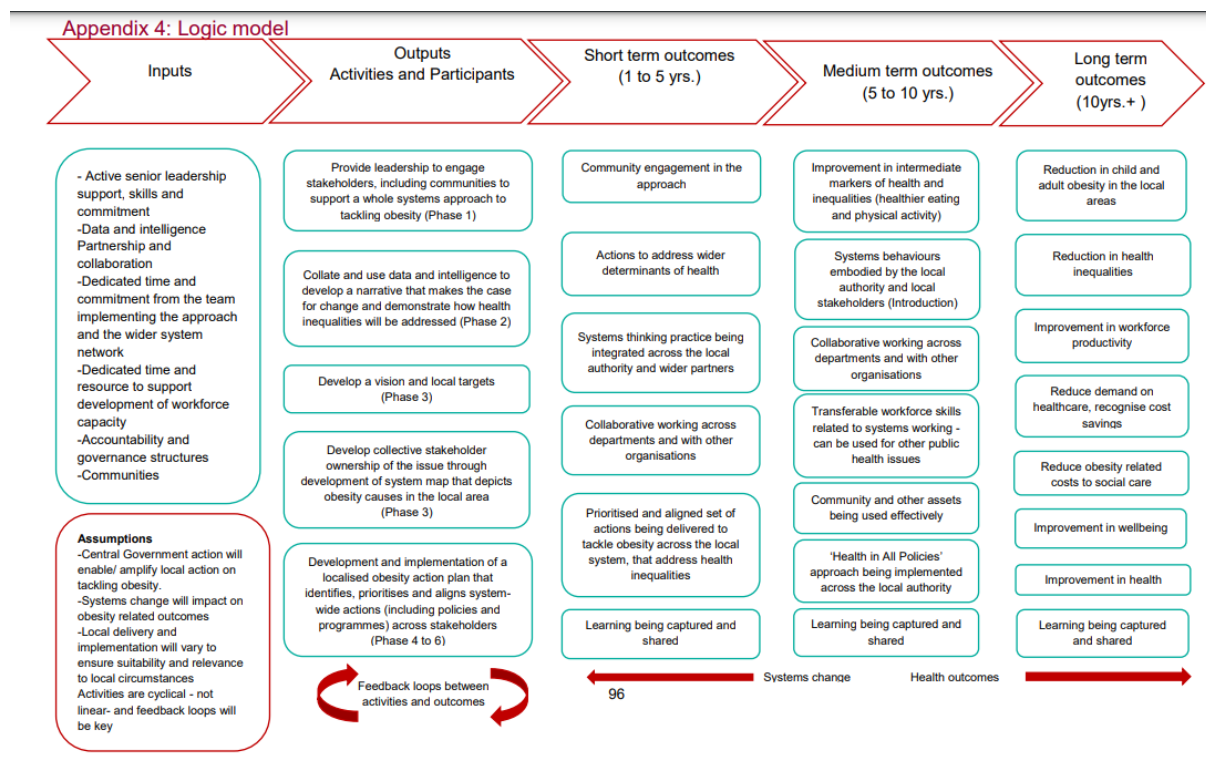 Appendix 4: Logic model
Inputs
Outputs
Activities and Participants
Short term outcomes
(1 to 5 yrs.)
Medium term outcomes
(5 to 10 yrs.)
Long term
outcomes
(10yrs.+ )
- Active senior leadership
support, skills and
commitment
-Data and intelligence
Partnership and
collaboration
-Dedicated time and
commitment from the team
implementing the approach
and the wider system
network
-Dedicated time and
resource to support
development of workforce
capacity
-Accountability and
governance structures
-Communities
Assumptions
-Central Government action will
enable/ amplify local action on
tackling obesity.
-Systems change will impact on
obesity related outcomes
-Local delivery and
implementation will vary to
ensure suitability and relevance
to local circumstances
Activities are cyclical - not
linear- and feedback loops will
be key
Provide leadership to engage
stakeholders, including communities to
support a whole systems approach to
tackling obesity (Phase 1)
Collate and use data and intelligence to
develop a narrative that makes the case
for change and demonstrate how health
inequalities will be addressed (Phase 2)
Develop a vision and local targets
(Phase 3)
Develop collective stakeholder
ownership of the issue through
development of system map that depicts
obesity causes in the local area
(Phase 3)
Development and implementation of a
localised obesity action plan that
identifies, prioritises and aligns system-
wide actions (including policies and
programmes) across stakeholders
(Phase 4 to 6)
Feedback loops between
activities and outcomes
Community engagement in the
approach
Actions to address wider
determinants of health
Systems thinking practice being
integrated across the local
authority and wider partners
Collaborative working across
departments and with other
organisations
Prioritised and aligned set of
actions being delivered to
tackle obesity across the local
system, that address health
inequalities
Learning being captured and
shared
Improvement in intermediate
markers of health and
inequalities (healthier eating
and physical activity)
Systems behaviours
embodied by the local
authority and local
stakeholders (Introduction)
Collaborative working across
departments and with other
organisations
Transferable workforce skills
related to systems working -
can be used for other public
health issues
Community and other assets
being used effectively
‘Health in All Policies’
approach being implemented
across the local authority
Learning being captured and
shared
Reduction in child and
adult obesity in the local
areas
Reduction in health
inequalities
Improvement in workforce
productivity
Reduce demand on
healthcare, recognise cost
savings
Reduce obesity related
costs to social care
Improvement in wellbeing
Improvement in health
Learning being captured
and shared
Systems change
Health outcomes
96